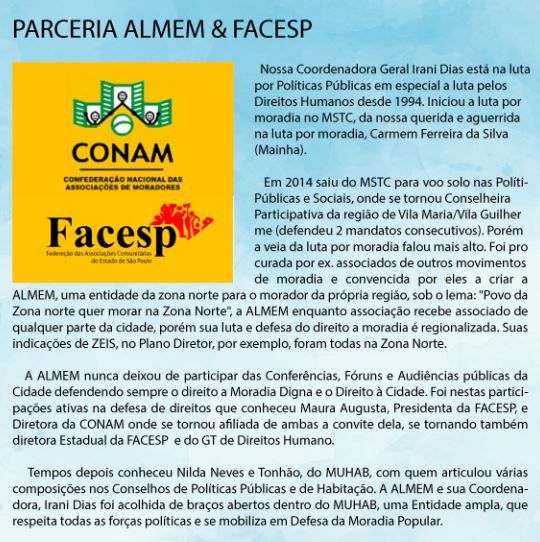 PARCERIA ALMEM & FACESP
CONAM
CONFEDERAÇÃO NACIONAL DAS
ASSOCIAÇÕES DE MORADORES
Facesp
Federação das Associações Comunitárias
do Estado de São Paulo
Nossa Coordenadora Geral Irani Dias está na luta
por Políticas Públicas em especial a luta pelos
Direitos Humanos desde 1994. Iniciou a luta por
moradia no MSTC, da nossa querida e aguerrida
na luta por moradia, Carmem Ferreira da Silva
(Mainha).
Em 2014 saiu do MSTC para voo solo nas Políti-
Públicas e Sociais, onde se tornou Conselheira
Participativa da região de Vila Maria/Vila Guilher
me (defendeu 2 mandatos consecutivos). Porém
a veia da luta por moradia falou mais alto. Foi pro
curada por ex. associados de outros movimentos
de moradia e convencida por eles a criar a
ALMEM, uma entidade da zona norte para o morador da própria região, sob o lema: "Povo da
Zona norte quer morar na Zona Norte", a ALMEM enquanto associação recebe associado de
qualquer parte da cidade, porém sua luta e defesa do direito a moradia é regionalizada. Suas
indicações de ZEIS, no Plano Diretor, por exemplo, foram todas na Zona Norte.
A ALMEM nunca deixou de participar das Conferências, Fóruns e Audiências públicas da
Cidade defendendo sempre o direito a Moradia Digna e o Direito à Cidade. Foi nestas partici-
pações ativas na defesa de direitos que conheceu Maura Augusta, Presidenta da FACESP, e
Diretora da CONAM onde se tornou afiliada de ambas a convite dela, se tornando também
diretora Estadual da FACESP e do GT de Direitos Humano.
Tempos depois conheceu Nilda Neves e Tonhão, do MUHAB, com quem articulou várias
composições nos Conselhos de Políticas Públicas e de Habitação. A ALMEM e sua Coordena-
dora, Irani Dias foi acolhida de braços abertos dentro do MUHAB, uma Entidade ampla, que
respeita todas as forças políticas e se mobiliza em Defesa da Moradia Popular.